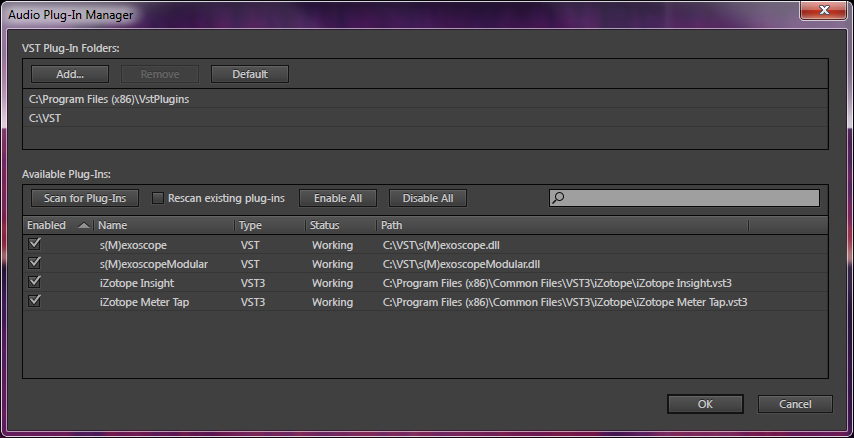 Audio Plug-In Manager
VST Plug-In Folders:
Add... Remove Default
C:\Program Files (x86)\VstPlugins
C:\VST
Available Plug-Ins:
Scan for Plug-Ins Rescan existing plug-ins Enable All Disable All
Enabled Name Type Status Path
s(M)exoscope VST Working C:\VST\s(M)exoscope.dll
s(M)exoscopeModular VST Working C:\VST\s(M)exoscopeModular.dll
iZotope Insight VST3 Working C:\Program Files (x86)\Common Files\VST3\iZotope\iZotope Insight.vst3
iZotope Meter Tap VST3 Working C:\Program Files (x86)\Common Files\VST3\iZotope\iZotope Meter Tap.vst3
OK Cancel